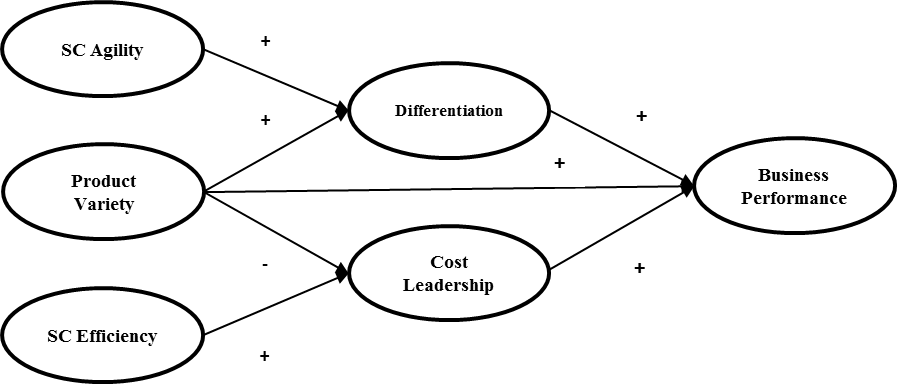 SC Agility
+
Differentiation
+
+
+
Product
Variety
Business
Performance
-
Cost
Leadership
+
SC Efficiency
+